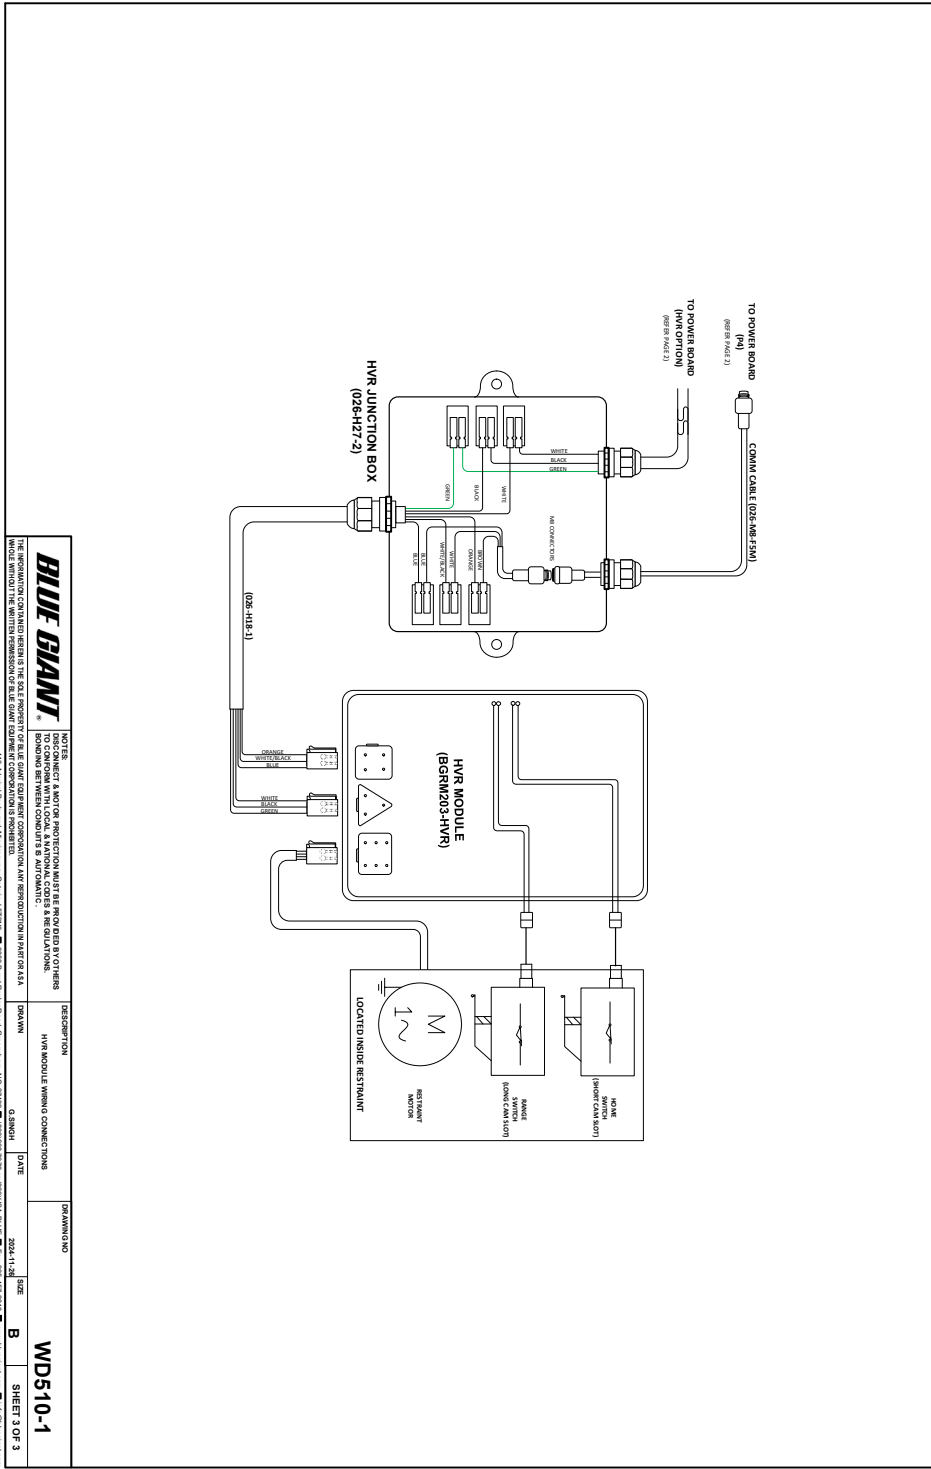 TO POWER BOARD
(P4)
(REFER PAGE 2)
COMM CABLE (026-M8-F5M)
TO POWER BOARD
(HVR OPTION)
(REFER PAGE 2)
WHITE
BLACK
GREEN
M8 CONNECTORS
WHITE
BLACK
GREEN
BROWN
ORANGE
WHITE
WHITE/BLACK
BLUE
BLUE
HVR JUNCTION BOX
(026-H27-2)
(026-H18-1)
HVR MODULE
(BGRM203-HVR)
ORANGE
WHITE/BLACK
BLUE
WHITE
BLACK
GREEN
HOME
SWITCH
(SHORT CAM SLOT)
RANGE
SWITCH
(LONG CAM SLOT)
M
1~
RESTRAINT
MOTOR
LOCATED INSIDE RESTRAINT
BLUE GIANT®
NOTES:
DISCONNECT & MOTOR PROTECTION MUST BE PROVIDED BY OTHERS
TO CONFORM WITH LOCAL & NATIONAL CODES & REGULATIONS.
BONDING BETWEEN CONDUITS IS AUTOMATIC.
THE INFORMATION CONTAINED HEREIN IS THE SOLE PROPERTY OF BLUE GIANT EQUIPMENT CORPORATION. ANY REPRODUCTION IN PART OR AS A
WHOLE WITHOUT THE WRITTEN PERMISSION OF BLUE GIANT EQUIPMENT CORPORATION IS PROHIBITED.
DESCRIPTION
HVR MODULE WIRING CONNECTIONS
DRAWING NO
WD510-1
DRAWN
G.SINGH
DATE
2024-11-26
SIZE
B
SHEET 3 OF 3